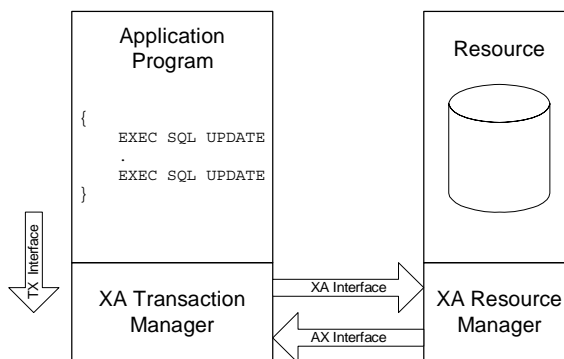 Application
Program
{
EXEC SQL UPDATE
.
EXEC SQL UPDATE
}
Resource
TX Interface
XA Transaction
Manager
XA Interface
AX Interface
XA Resource
Manager